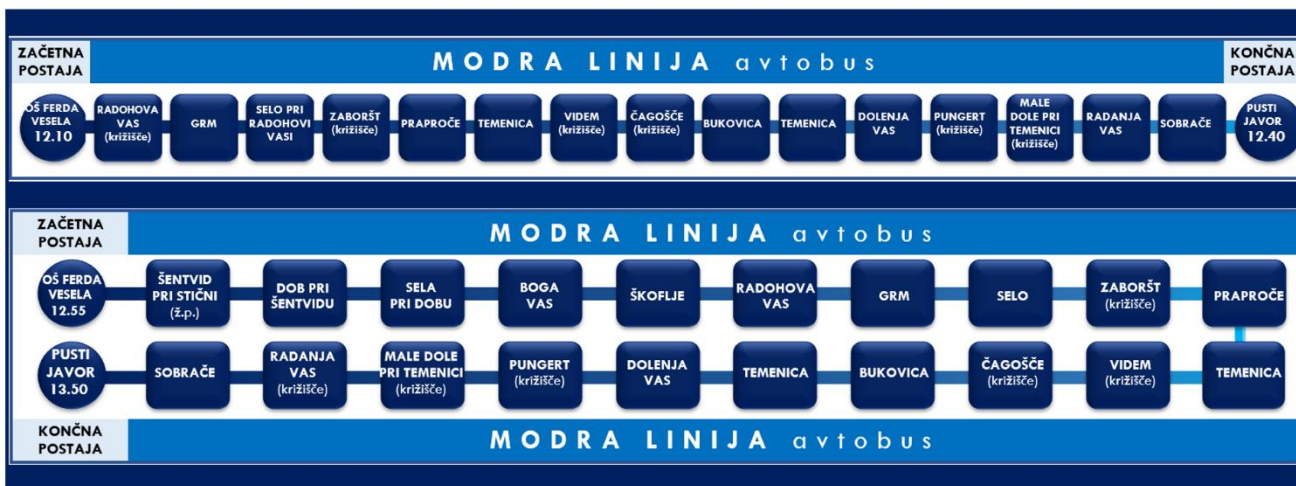 ZAČETNA
POSTAJA
MODRA LINIJA avtobus
KONČNA
POSTAJA
OŠ FERDA
VESELA
12.10
RADOHOVA
VAS
(križišče)
GRM
SELO PRI
RADOHOVI
VASI
ZABORŠT
(križišče)
PRAPROČE
TEMENICA
VIDEM
(križišče)
ČAGOŠČE
(križišče)
BUKOVICA
TEMENICA
DOLENJA
VAS
PUNGERT
(križišče)
MALE
DOLE PRI
TEMENICI
(križišče)
RADANJA
VAS
SOBRAČE
PUSTI
JAVOR
12.40
ZAČETNA
POSTAJA
MODRA LINIJA avtobus
OŠ FERDA
VESELA
12.55
ŠENTVID
PRI STIČNI
(ž.p.)
DOB PRI
ŠENTVIDU
SELA
PRI DOBU
BOGA
VAS
ŠKOFLJE
RADOHOVA
VAS
GRM
SELO
ZABORŠT
(križišče)
PRAPROČE
PUSTI
JAVOR
13.50
SOBRAČE
RADANJA
VAS
(križišče)
MALE DOLE
PRI TEMENICI
(križišče)
PUNGERT
(križišče)
DOLENJA
VAS
TEMENICA
BUKOVICA
ČAGOŠČE
(križišče)
VIDEM
(križišče)
TEMENICA
KONČNA
POSTAJA
MODRA LINIJA avtobus